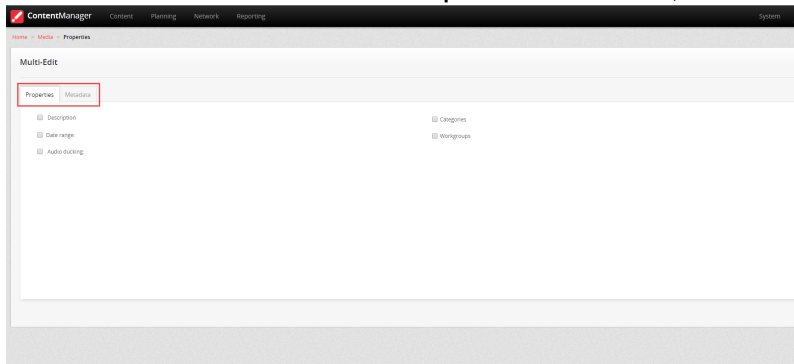 ContentManager Content Planning Network Reporting System
Home > Media > Properties
Multi-Edit
Properties Metadata
Description Categories
Date range: Workgroups
Audio ducking: